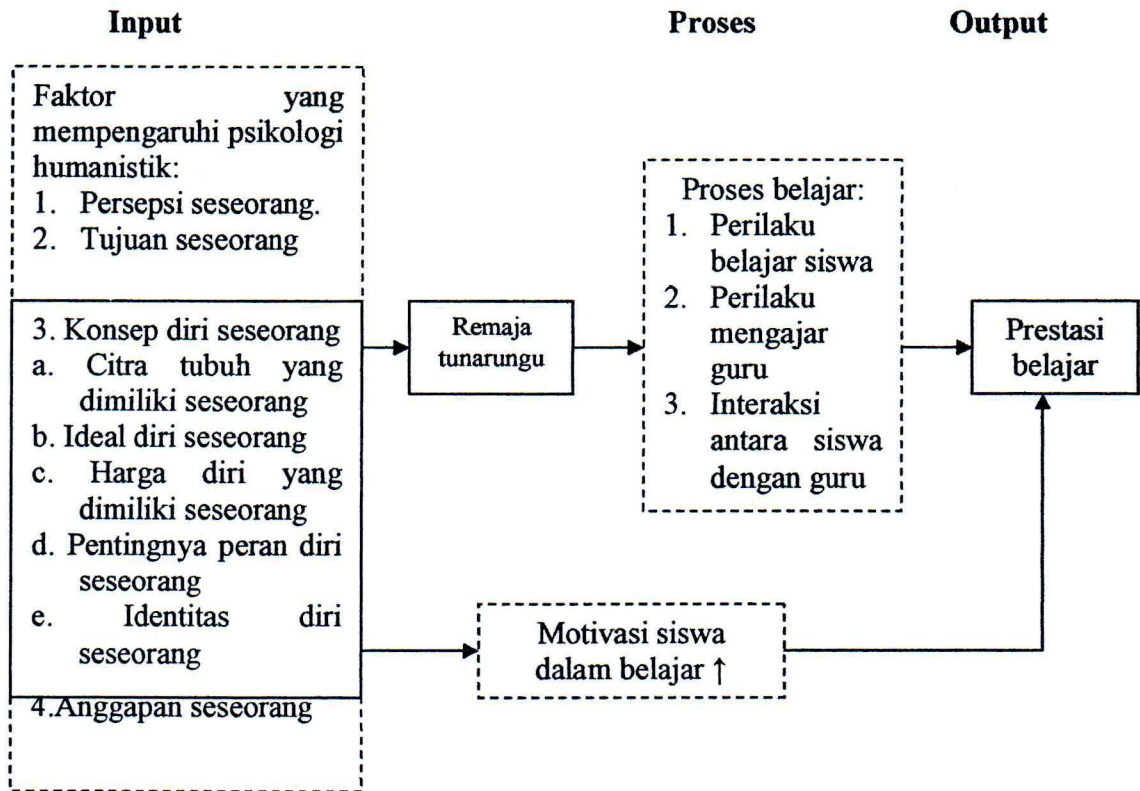 Input
Proses
Output
Faktor yang
mempengaruhi psikologi
humanistik:
1. Persepsi seseorang.
2. Tujuan seseorang
3. Konsep diri seseorang
a. Citra tubuh yang
dimiliki seseorang
b. Ideal diri seseorang
c. Harga diri yang
dimiliki seseorang
d. Pentingnya peran diri
seseorang
e. Identitas diri
seseorang
4.Anggapan seseorang
Remaja
tunarungu
Proses belajar:
1. Perilaku
belajar siswa
2. Perilaku
mengajar
guru
3. Interaksi
antara siswa
dengan guru
Motivasi siswa
dalam belajar ↑
Prestasi
belajar